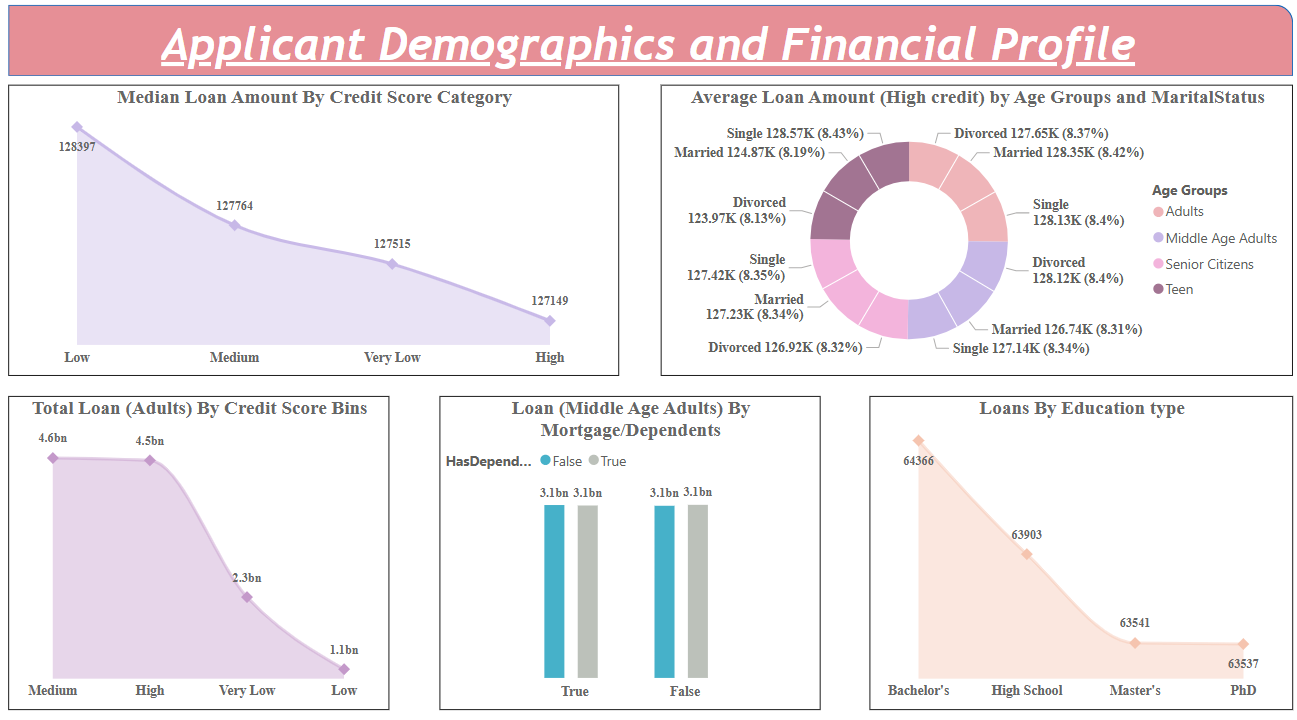 Applicant Demographics and Financial Profile
Median Loan Amount By Credit Score Category
128397
127764
127515
127149
Low
Medium
Very Low
High
Average Loan Amount (High credit) by Age Groups and MaritalStatus
Single 128.57K (8.43%)
Married 124.87K (8.19%)
Divorced
123.97K (8.13%)
Single
127.42K (8.35%)
Married
127.23K (8.34%)
Divorced 126.92K (8.32%)
Divorced 127.65K (8.37%)
Married 128.35K (8.42%)
Single
128.13K (8.4%)
Divorced
128.12K (8.4%)
Married 126.74K (8.31%)
Single 127.14K (8.34%)
Age Groups
Adults
Middle Age Adults
Senior Citizens
Teen
Total Loan (Adults) By Credit Score Bins
4.6bn
4.5bn
2.3bn
1.1bn
Medium
High
Very Low
Low
Loan (Middle Age Adults) By
Mortgage/Dependents
HasDepend... False True
3.1bn 3.1bn
3.1bn 3.1bn
True
False
Loans By Education type
64366
63903
63541
63537
Bachelor's
High School
Master's
PhD